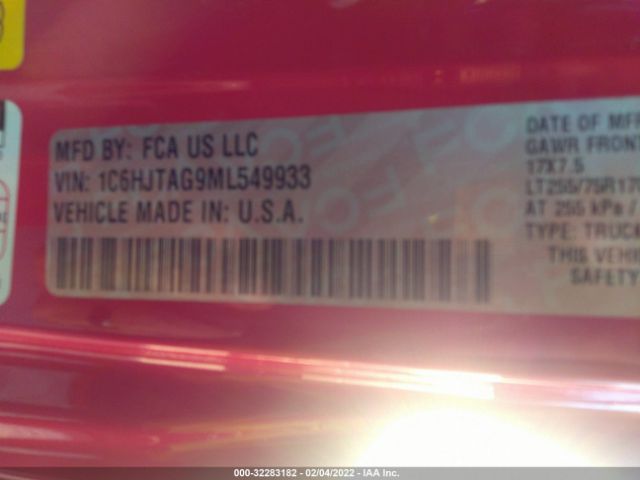 MFD BY: FCA US LLC
VIN: 1C6HJTAG9ML549933
VEHICLE MADE IN: U.S.A.
DATE OF MFR
GAWR FRONT
17X7.5
LT255/75R17
AT 255 kPa /
TYPE: TRUCK
THIS VEHI
SAFETY
000-32283182 - 02/04/2022 - IAA Inc.